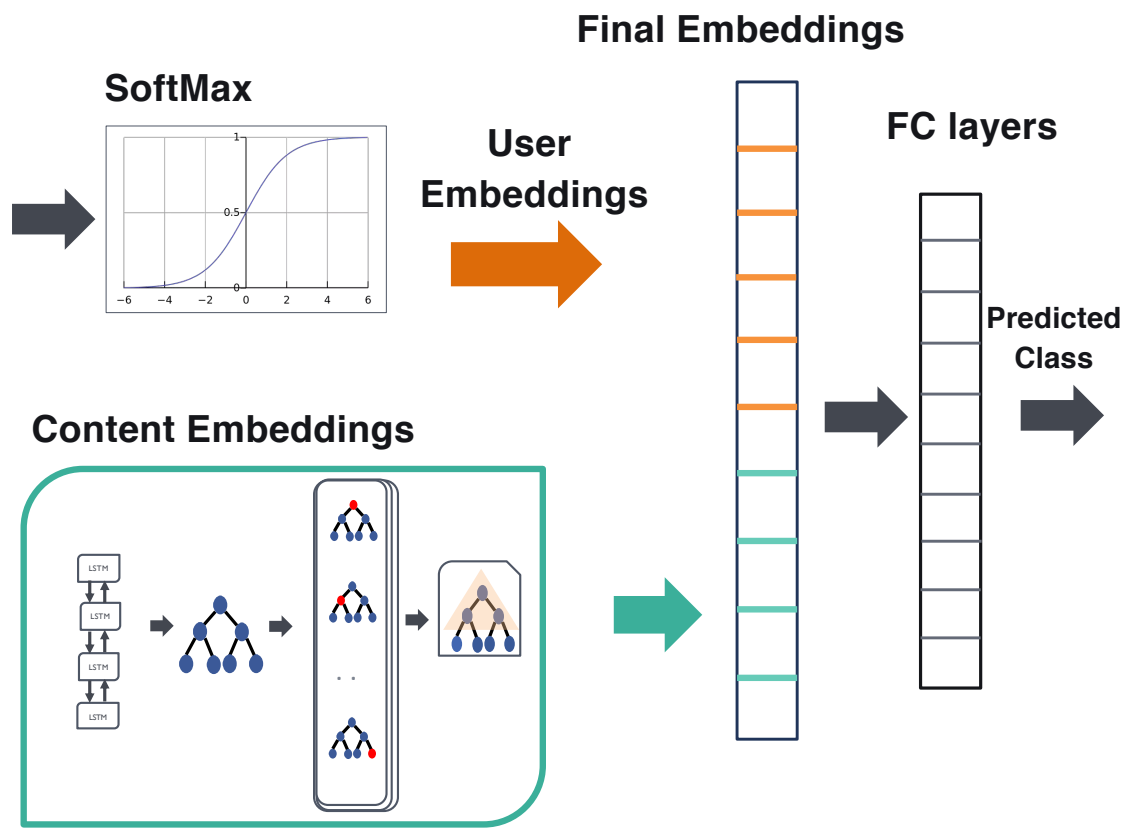 Final Embeddings
SoftMax
1
0.5
0
−6 −4 −2 0 2 4 6
User
Embeddings
FC layers
Predicted
Class
Content Embeddings
LSTM
LSTM
LSTM
LSTM
. .